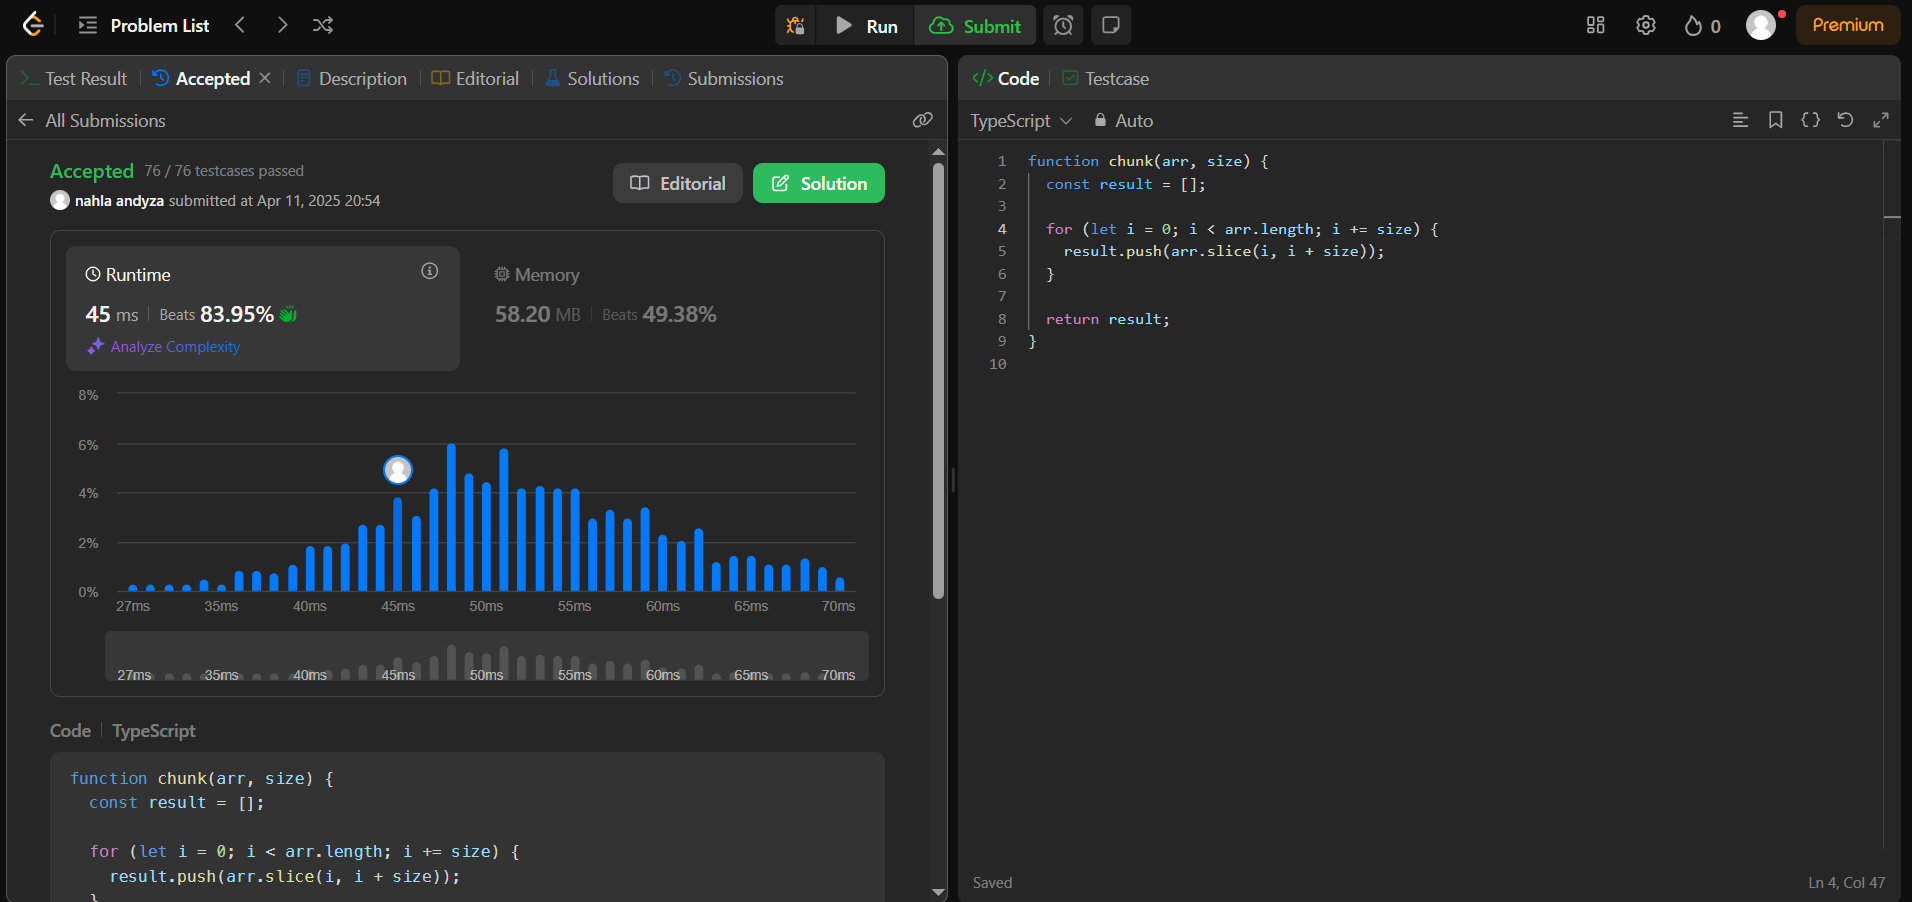 Problem List
Run
Submit
0
Premium
Test Result
Accepted
Description
Editorial
Solutions
Submissions
All Submissions
Accepted 76 / 76 testcases passed
nahla andyza submitted at Apr 11, 2025 20:54
Editorial
Solution
Runtime
45 ms Beats 83.95%
Analyze Complexity
Memory
58.20 MB Beats 49.38%
8%
6%
4%
2%
0%
27ms 35ms 40ms 45ms 50ms 55ms 60ms 65ms 70ms
27ms 35ms 40ms 45ms 50ms 55ms 60ms 65ms 70ms
Code TypeScript
function chunk(arr, size) {
const result = [];
for (let i = 0; i < arr.length; i += size) {
result.push(arr.slice(i, i + size));
}
</> Code
Testcase
TypeScript
Auto
1 function chunk(arr, size) {
2 const result = [];
3
4 for (let i = 0; i < arr.length; i += size) {
5 result.push(arr.slice(i, i + size));
6 }
7
8 return result;
9 }
10
Saved
Ln 4, Col 47